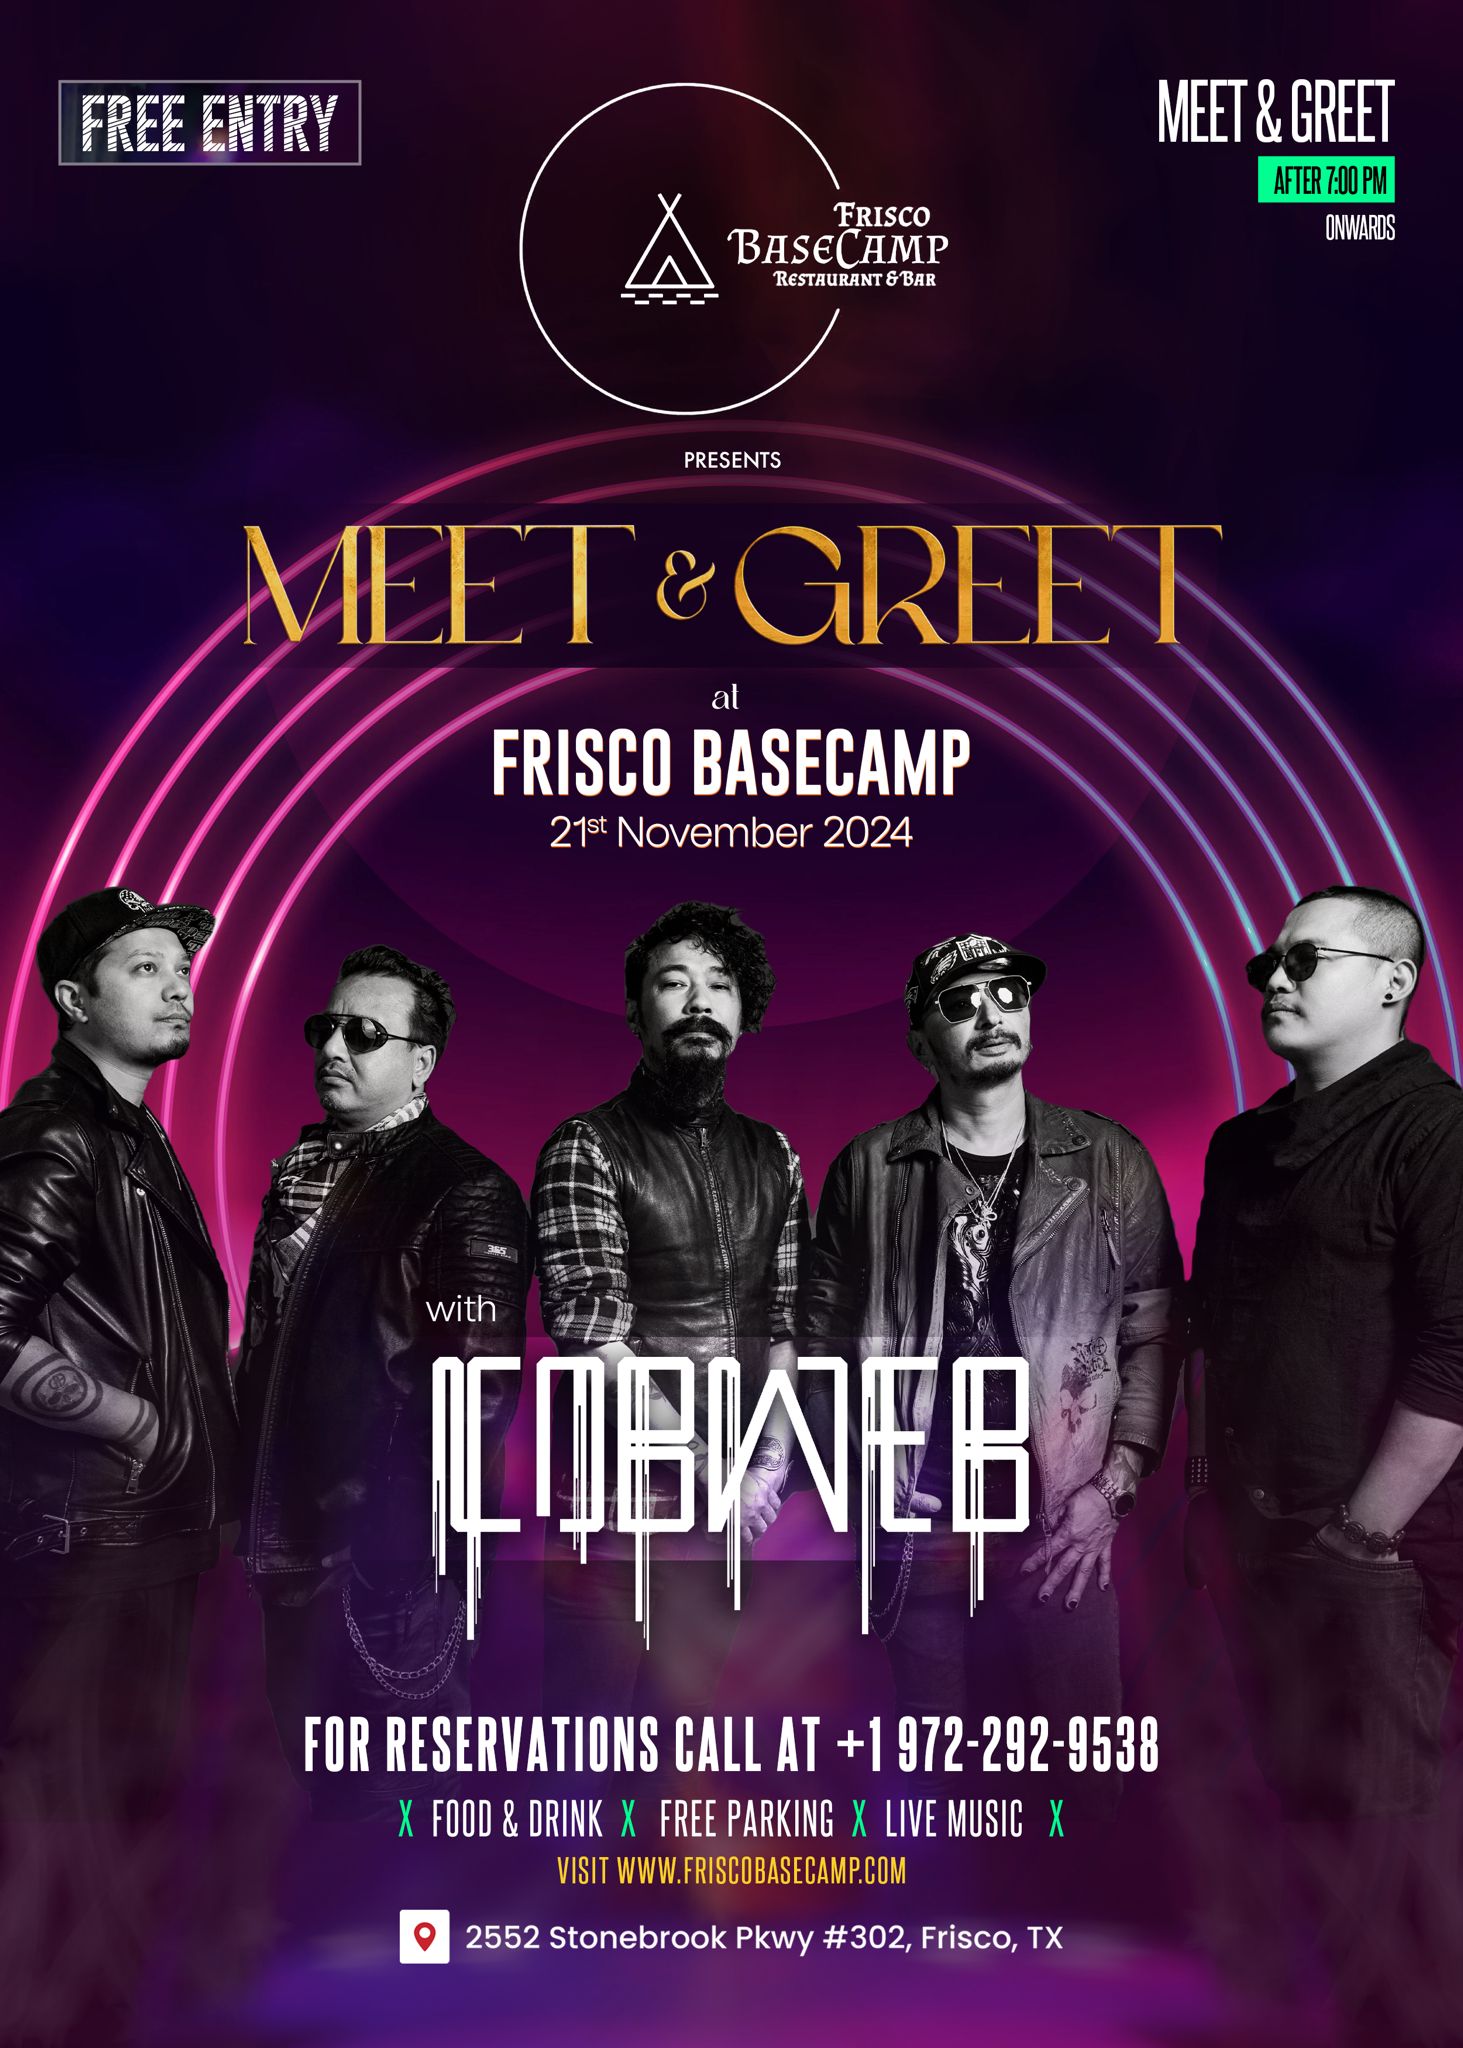 FREE ENTRY
MEET & GREET
AFTER 7:00 PM
ONWARDS
FRISCO
BASECAMP
RESTAURANT & BAR
PRESENTS
MEET & GREET
at
FRISCO BASECAMP
21st November 2024
with
COBWEB
FOR RESERVATIONS CALL AT +1 972-292-9538
X FOOD & DRINK X FREE PARKING X LIVE MUSIC X
VISIT WWW.FRISCOBASECAMP.COM
2552 Stonebrook Pkwy #302, Frisco, TX